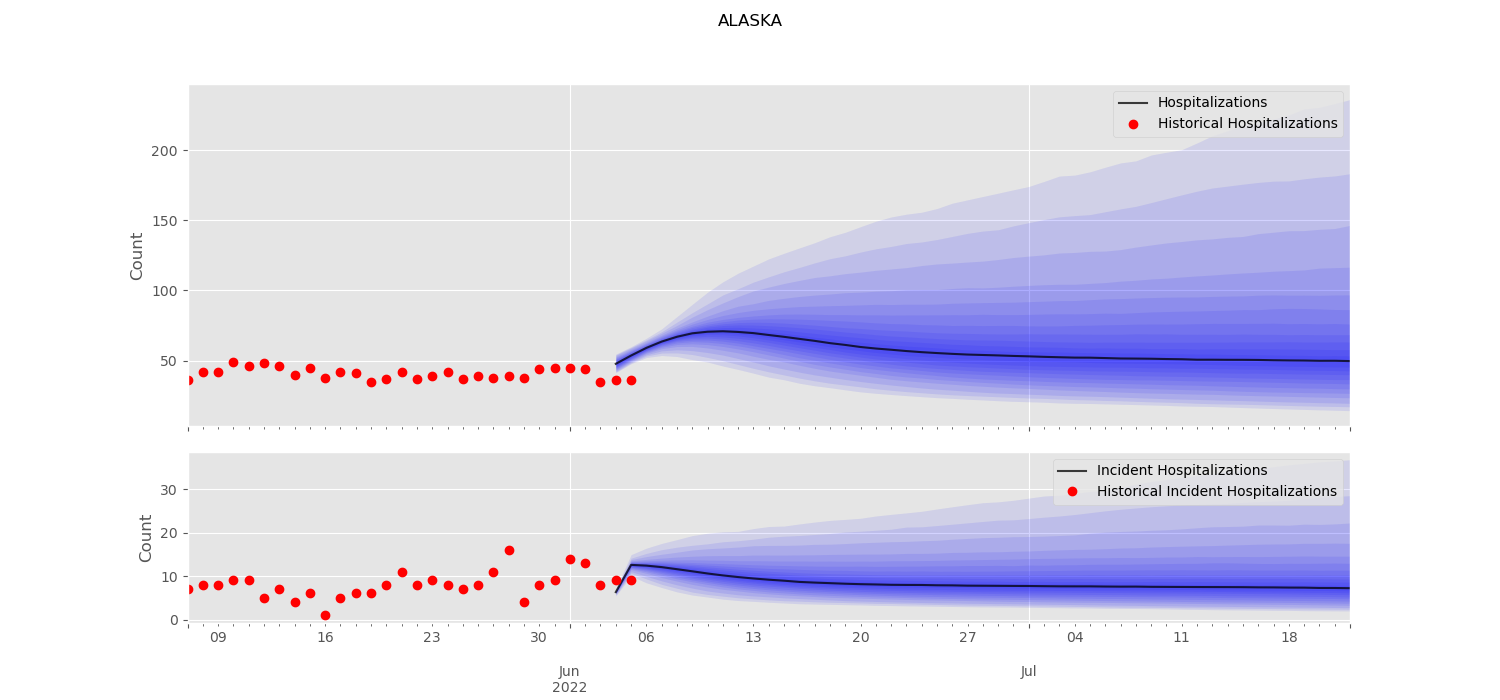 ALASKA
Hospitalizations
Historical Hospitalizations
200
150
100
50
Count
Incident Hospitalizations
Historical Incident Hospitalizations
30
20
10
0
Count
09 16 23 30 06 13 20 27 04 11 18
Jun Jul
2022